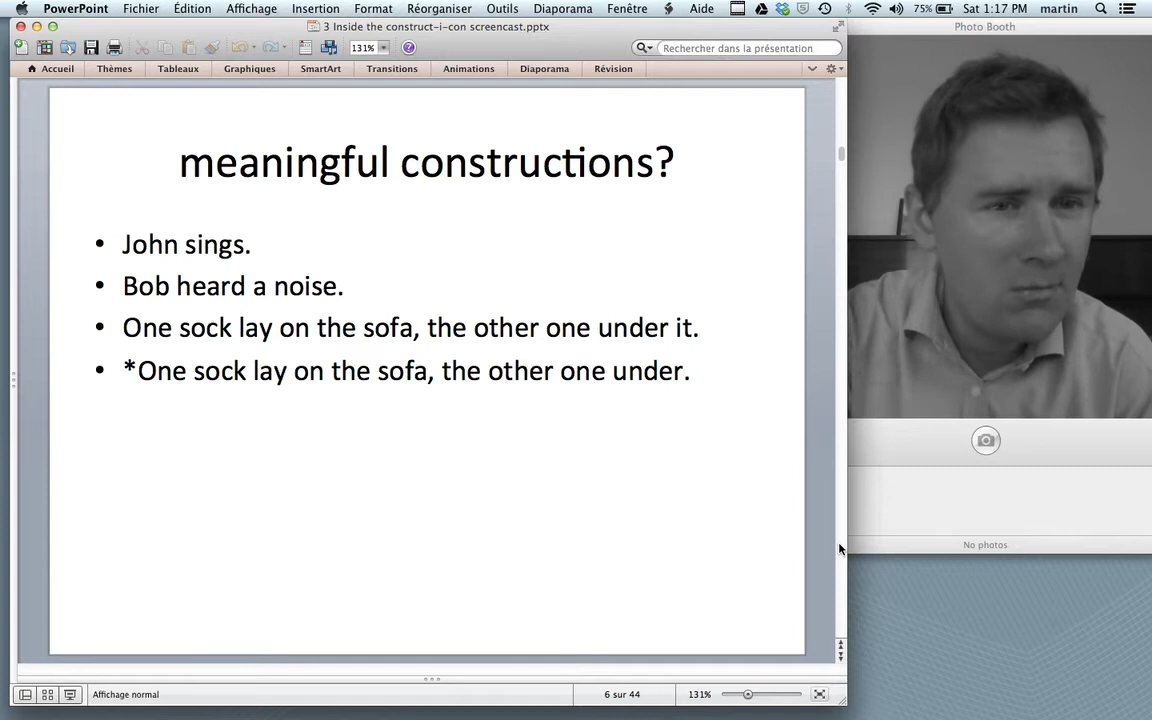 PowerPoint Fichier Édition Affichage Insertion Format Réorganiser Outils Diaporama Fenêtre Aide 75% Sat 1:17 PM martin
3 Inside the construct-i-con screencast.pptx
Photo Booth
131% Rechercher dans la présentation
Accueil Thèmes Tableaux Graphiques SmartArt Transitions Animations Diaporama Révision
meaningful constructions?
• John sings.
• Bob heard a noise.
• One sock lay on the sofa, the other one under it.
• *One sock lay on the sofa, the other one under.
No photos
Affichage normal 6 sur 44 131%